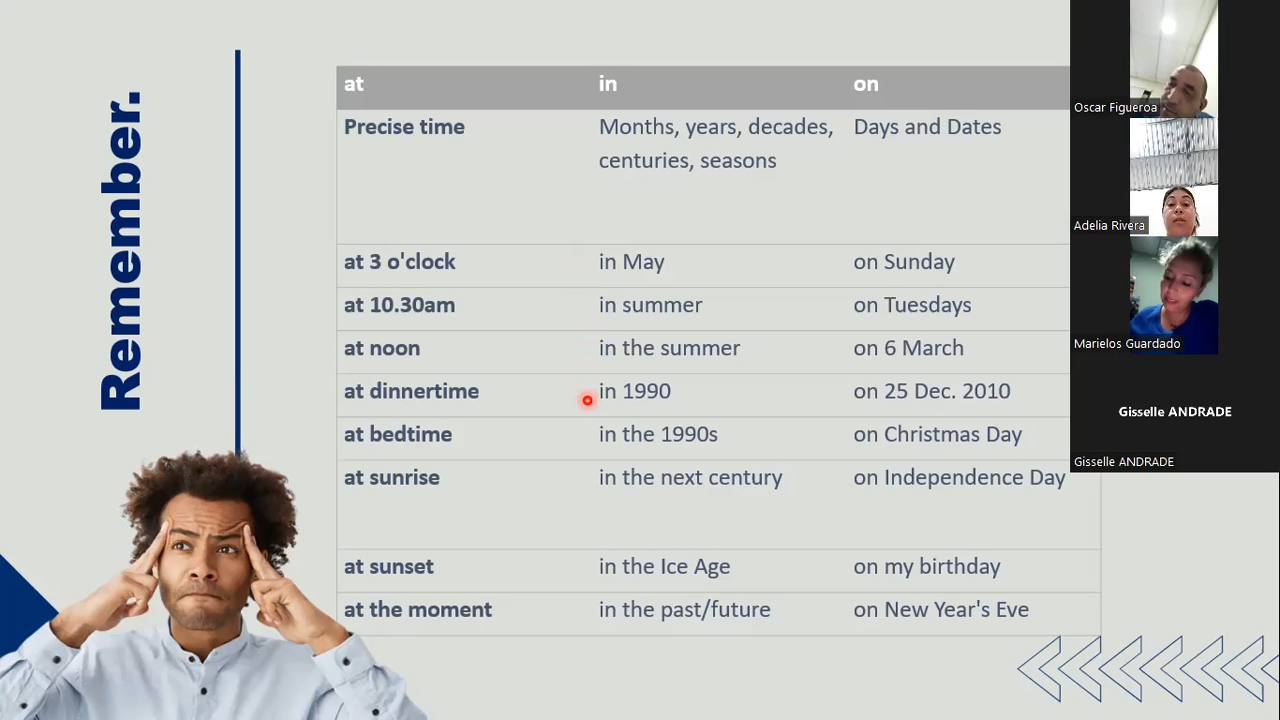 Remember.
at in on
Precise time Months, years, decades, Days and Dates
centuries, seasons
at 3 o'clock in May on Sunday
at 10.30am in summer on Tuesdays
at noon in the summer on 6 March
at dinnertime in 1990 on 25 Dec. 2010
at bedtime in the 1990s on Christmas Day
at sunrise in the next century on Independence Day
at sunset in the Ice Age on my birthday
at the moment in the past/future on New Year's Eve
Oscar Figueroa
Adelia Rivera
Marielos Guardado
Gisselle ANDRADE
Gisselle ANDRADE